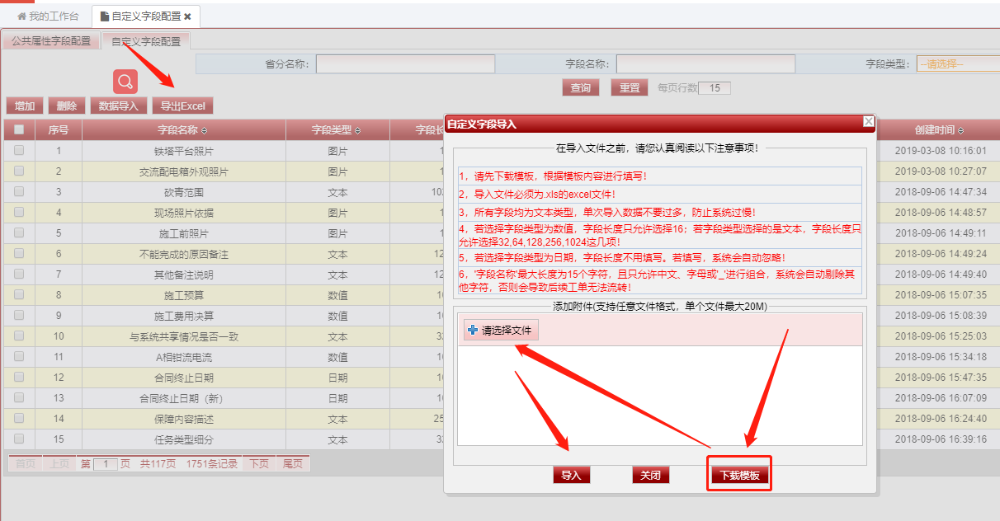 我的工作台 自定义字段配置
公共属性字段配置 自定义字段配置
省分名称： 字段名称： 字段类型： --请选择--
查询 重置 每页行数 15
增加 删除 数据导入 导出Excel
序号 字段名称 字段类型 字段长 创建时间
1 铁塔平台照片 图片 2019-03-08 10:16:01
2 交流配电箱外观照片 图片 2019-03-08 10:27:07
3 砍青范围 文本 2018-09-06 14:47:34
4 现场照片依据 图片 2018-09-06 14:48:57
5 施工前照片 图片 2018-09-06 14:49:11
6 不能完成的原因备注 文本 2018-09-06 14:49:24
7 其他备注说明 文本 2018-09-06 14:49:40
8 施工预算 数值 2018-09-06 15:07:35
9 施工费用决算 数值 2018-09-06 15:08:39
10 与系统共享情况是否一致 文本 2018-09-06 15:25:03
11 A相钳流电流 数值 2018-09-06 15:34:18
12 合同终止日期 日期 2018-09-06 15:47:35
13 合同终止日期（新） 日期 2018-09-06 16:07:09
14 保障内容描述 文本 2018-09-06 16:24:40
15 任务类型细分 文本 2018-09-06 16:39:16
首页 上页 第 1 页 共117页 1751条记录 下页 尾页
自定义字段导入
在导入文件之前，请您认真阅读以下注意事项！
1，请先下载模板，根据模板内容进行填写！
2，导入文件必须为.xls的excel文件！
3，所有字段均为文本类型，单次导入数据不要过多，防止系统过慢！
4，若选择字段类型为数值，字段长度只允许选择16；若字段类型选择的是文本，字段长度只
允许选择32,64,128,256,1024这几项！
5，若选择字段类型为日期，字段长度不用填写。若填写，系统会自动忽略！
6，'字段名称'最大长度为15个字符，且只允许中文、字母或'_'进行组合，系统会自动剔除其
他字符，否则会导致后续工单无法流转！
添加附件(支持任意文件格式，单个文件最大20M)
请选择文件
导入 关闭 下载模板